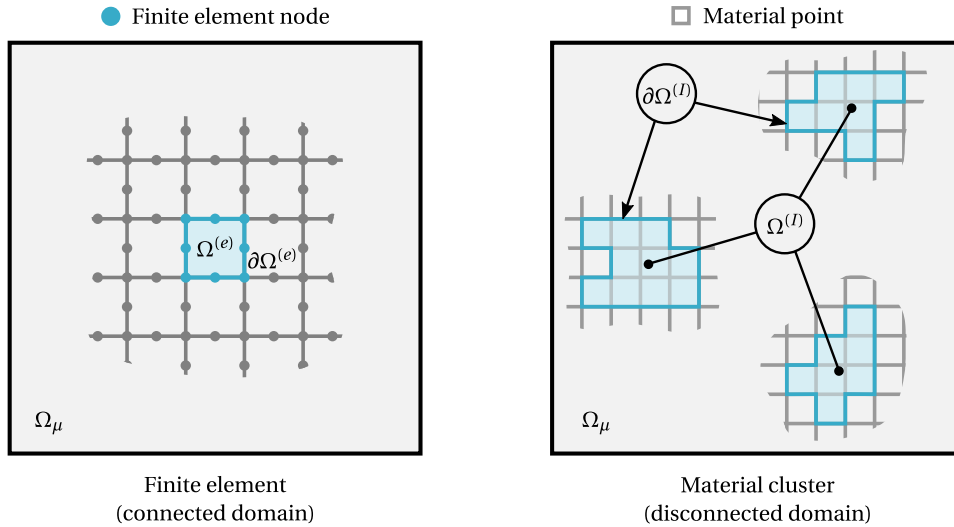 Finite element node
Material point
Ω^(e)
∂Ω^(e)
Ω_μ
∂Ω^(I)
Ω^(I)
Ω_μ
Finite element
(connected domain)
Material cluster
(disconnected domain)